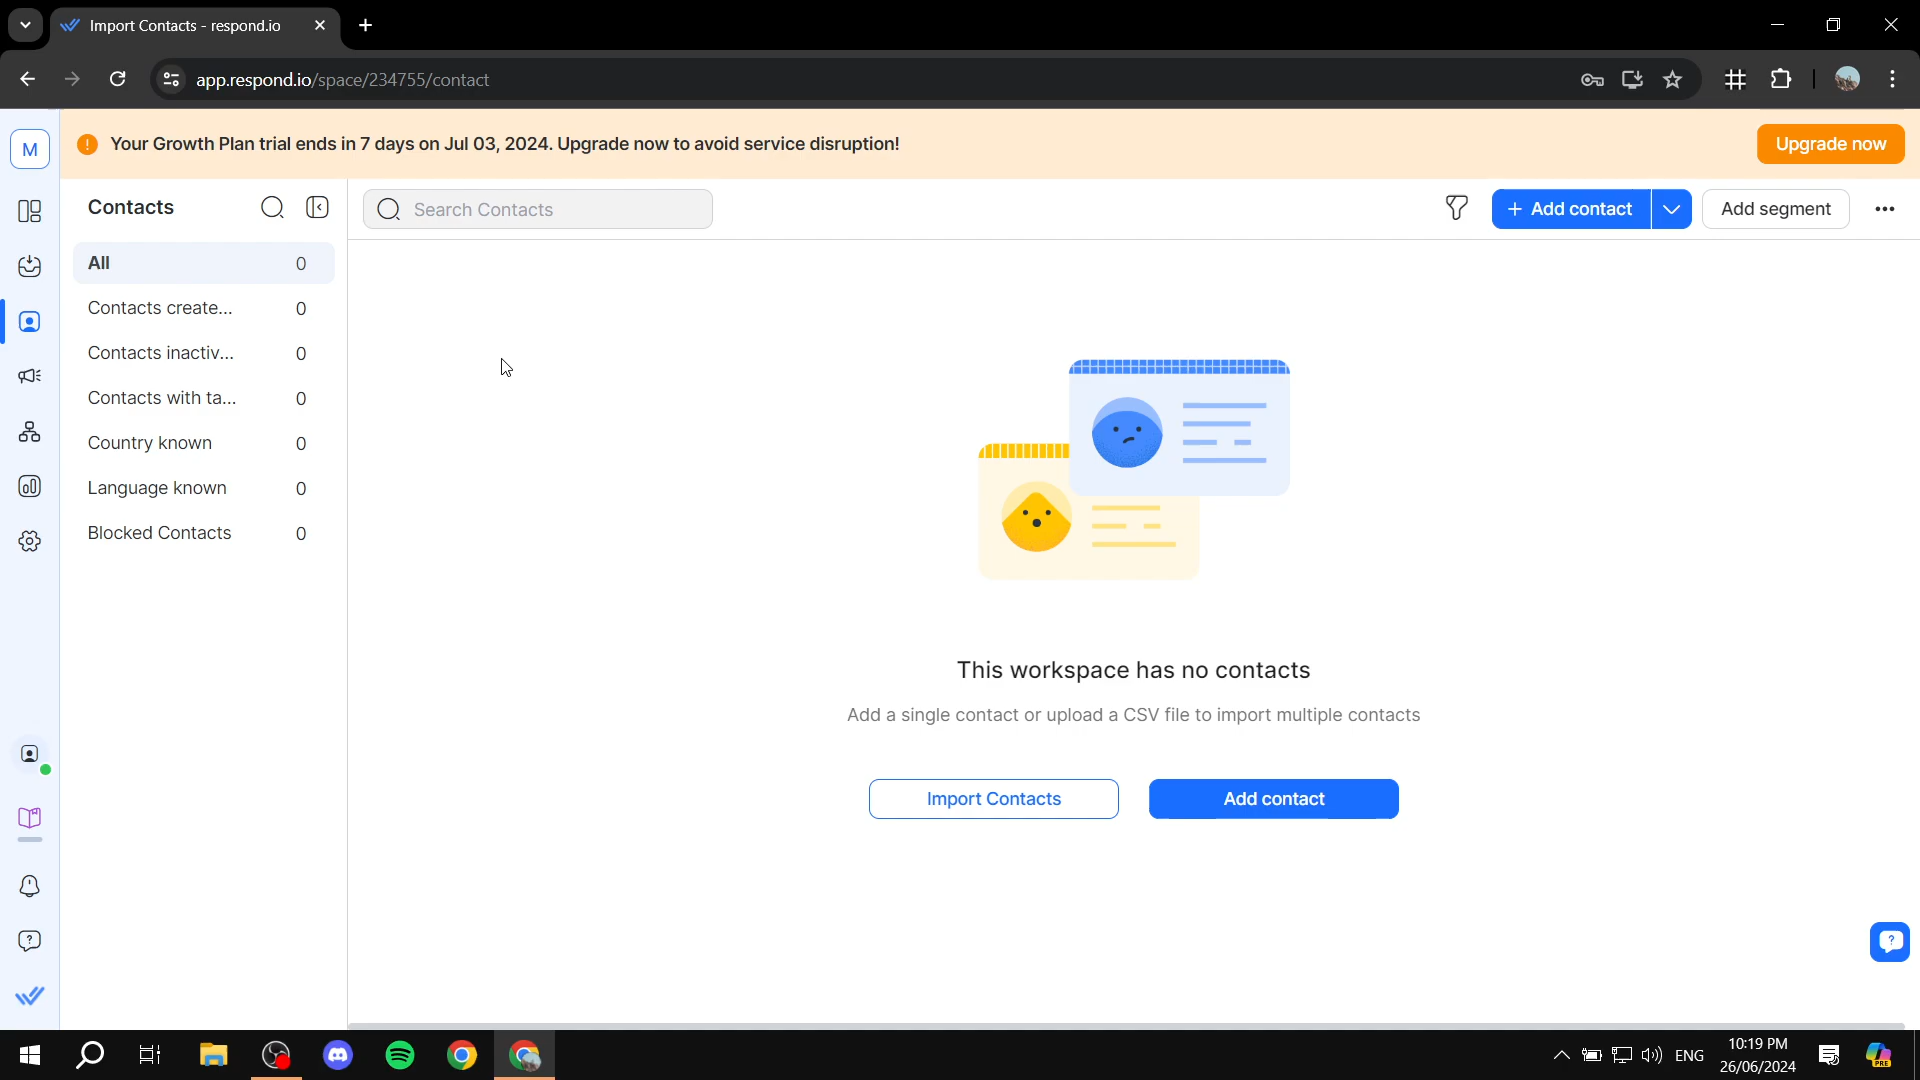 Import Contacts - respond.io
app.respond.io/space/234755/contact
M
Your Growth Plan trial ends in 7 days on Jul 03, 2024. Upgrade now to avoid service disruption!
Upgrade now
Contacts
Search Contacts
+ Add contact
Add segment
All 0
Contacts create... 0
Contacts inactiv... 0
Contacts with ta... 0
Country known 0
Language known 0
Blocked Contacts 0
This workspace has no contacts
Add a single contact or upload a CSV file to import multiple contacts
Import Contacts
Add contact
ENG
10:19 PM
26/06/2024
PRE